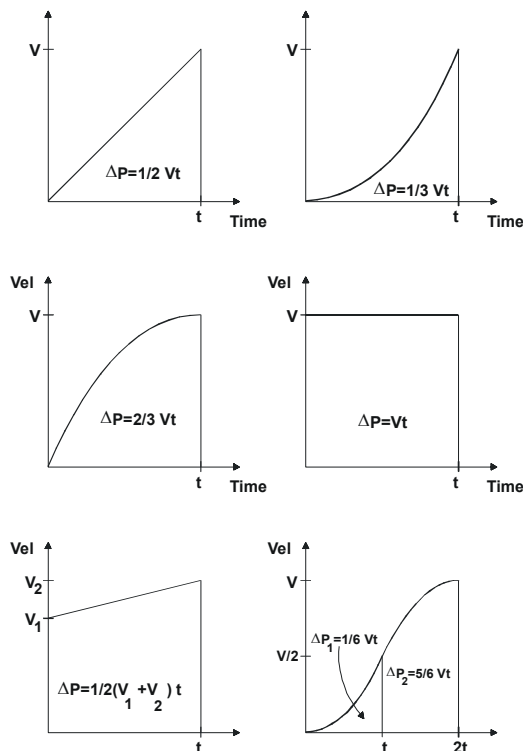 V
ΔP=1/2 Vt
t
Time
V
ΔP=1/3 Vt
t
Time
Vel
V
ΔP=2/3 Vt
t
Time
Vel
V
ΔP=Vt
t
Time
Vel
V2
V1
ΔP=1/2(V1+V2) t
t
Vel
V
V/2
ΔP1=1/6 Vt
ΔP2=5/6 Vt
t
2t